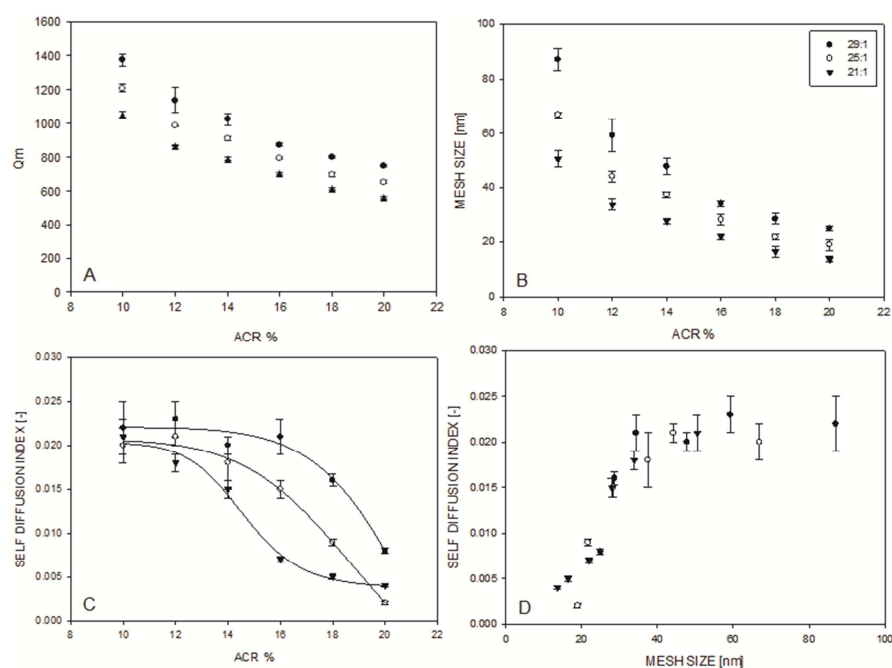 1600
1400
1200
1000
800
600
400
200
0
Qm
A
8 10 12 14 16 18 20 22
ACR %
100
80
60
40
20
0
MESH SIZE [nm]
29:1
25:1
21:1
B
8 10 12 14 16 18 20 22
ACR %
0.030
0.025
0.020
0.015
0.010
0.005
0.000
SELF DIFFUSION INDEX [-]
C
8 10 12 14 16 18 20 22
ACR %
0.030
0.025
0.020
0.015
0.010
0.005
0.000
SELF DIFFUSION INDEX [-]
D
0 20 40 60 80 100
MESH SIZE [nm]